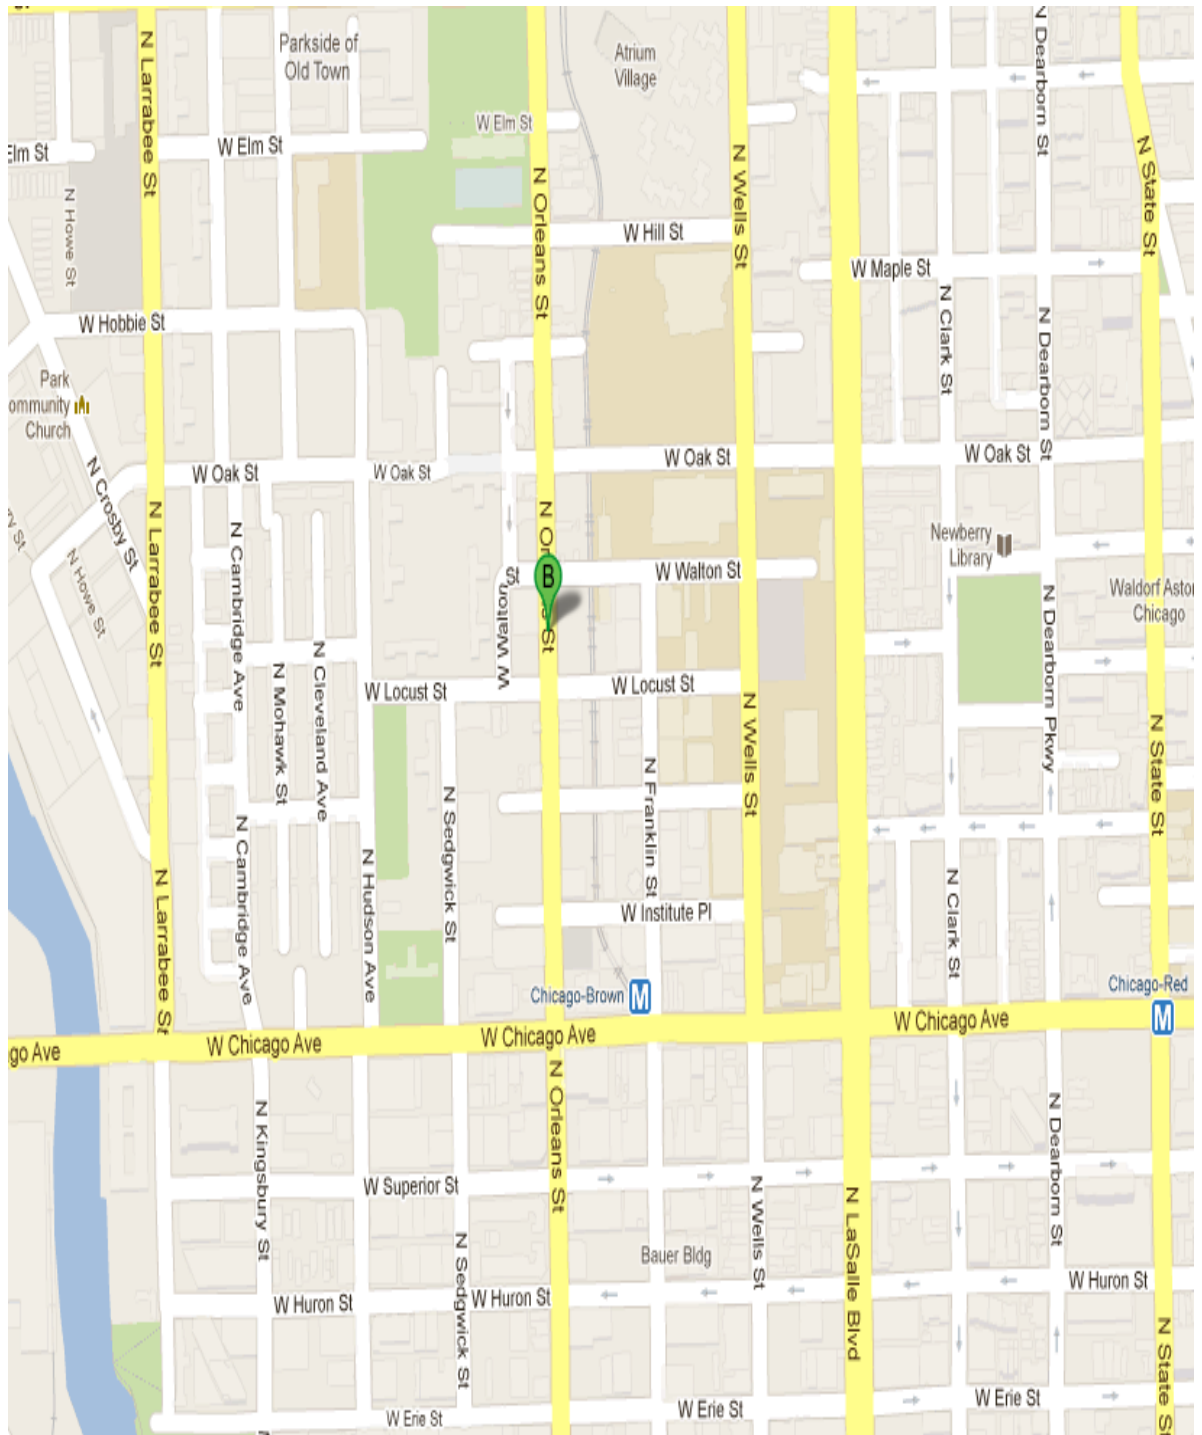 N Larrabee St
Parkside of
Old Town
Atrium
Village
N Dearborn St
W Elm St
Elm St
W Elm St
N State St
N Wells St
N Orleans St
N Howe St
W Hill St
W Maple St
N Clark St
N Dearborn St
W Hobbie St
Park
ommunity
Church
W Oak St
W Oak St
W Oak St
W Oak St
N Crosby St
N Larrabee St
N Cambridge Ave
N Or
s St
B
Newberry
Library
N Howe St
St
W Walton St
W Walton
Waldorf Astor
Chicago
N Dearborn Pkwy
N Mohawk St
N Cleveland Ave
W Locust St
W Locust St
N Wells St
N State St
N Franklin St
N Sedgwick St
N Cambridge Ave
N Hudson Ave
N Larrabee St
N Clark St
W Institute Pl
Chicago-Brown
M
Chicago-Red
M
go Ave
W Chicago Ave
W Chicago Ave
W Chicago Ave
N Orleans St
N Kingsbury St
N Dearborn St
W Superior St
N Wells St
N LaSalle Blvd
N Sedgwick St
Bauer Bldg
W Huron St
W Huron St
W Huron St
N State St
W Erie St
W Erie St
W Erie St